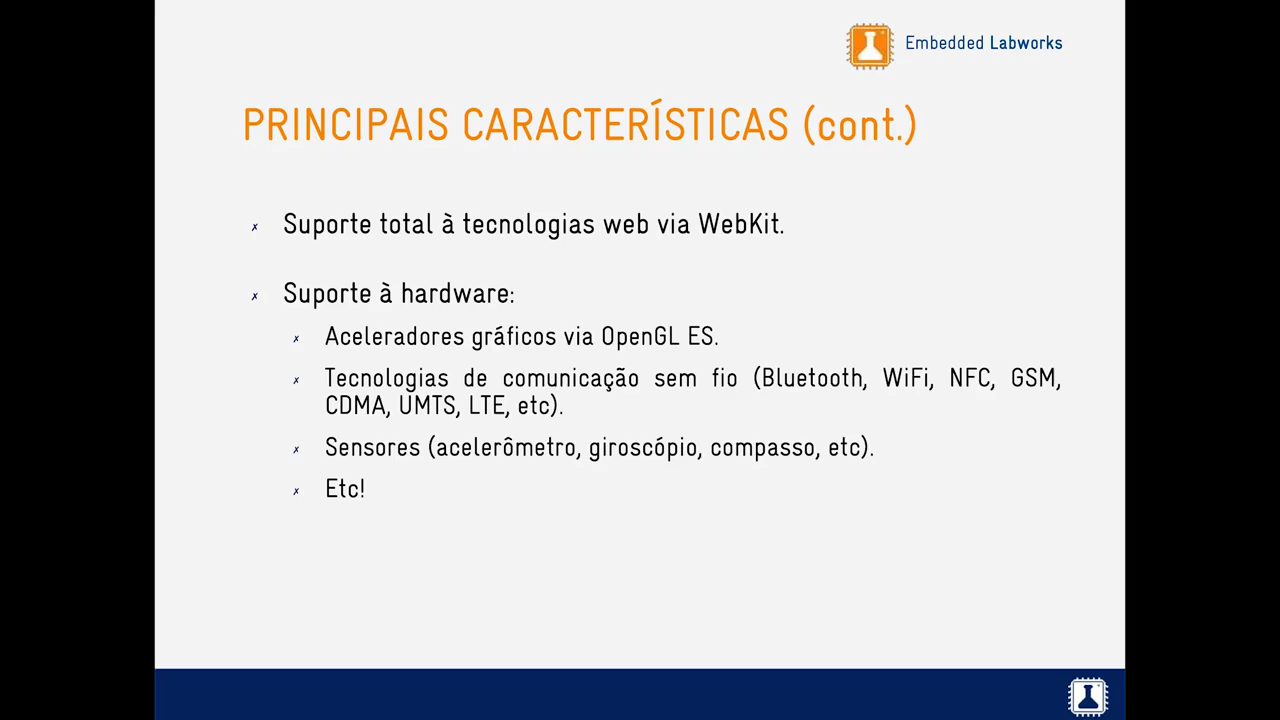 Embedded Labworks
PRINCIPAIS CARACTERÍSTICAS (cont.)
✗ Suporte total à tecnologias web via WebKit.
✗ Suporte à hardware:
✗ Aceleradores gráficos via OpenGL ES.
✗ Tecnologias de comunicação sem fio (Bluetooth, WiFi, NFC, GSM,
CDMA, UMTS, LTE, etc).
✗ Sensores (acelerômetro, giroscópio, compasso, etc).
✗ Etc!